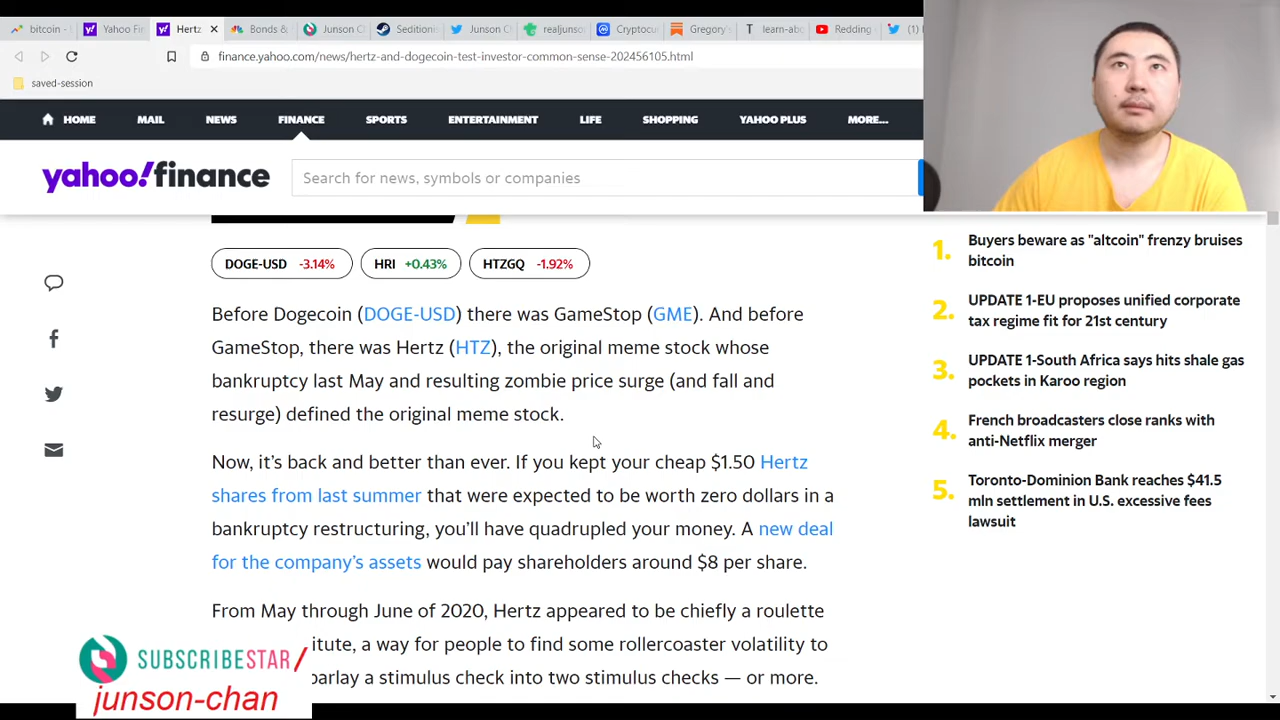 bitcoin -
Yahoo Fi
Hertz
Bonds &
Junson C
Sedition
Junson C
realjunso
Cryptocu
Gregory's
learn-abo
Redding
(1)
finance.yahoo.com/news/hertz-and-dogecoin-test-investor-common-sense-202456105.html
saved-session
HOME MAIL NEWS FINANCE SPORTS ENTERTAINMENT LIFE SHOPPING YAHOO PLUS MORE...
yahoo!finance
Search for news, symbols or companies
DOGE-USD -3.14% HRI +0.43% HTZGQ -1.92%
Before Dogecoin (DOGE-USD) there was GameStop (GME). And before
GameStop, there was Hertz (HTZ), the original meme stock whose
bankruptcy last May and resulting zombie price surge (and fall and
resurge) defined the original meme stock.
Now, it's back and better than ever. If you kept your cheap $1.50 Hertz
shares from last summer that were expected to be worth zero dollars in a
bankruptcy restructuring, you'll have quadrupled your money. A new deal
for the company's assets would pay shareholders around $8 per share.
From May through June of 2020, Hertz appeared to be chiefly a roulette
itute, a way for people to find some rollercoaster volatility to
parlay a stimulus check into two stimulus checks — or more.
1. Buyers beware as "altcoin" frenzy bruises
bitcoin
2. UPDATE 1-EU proposes unified corporate
tax regime fit for 21st century
3. UPDATE 1-South Africa says hits shale gas
pockets in Karoo region
4. French broadcasters close ranks with
anti-Netflix merger
5. Toronto-Dominion Bank reaches $41.5
mln settlement in U.S. excessive fees
lawsuit
SUBSCRIBESTAR/
junson-chan